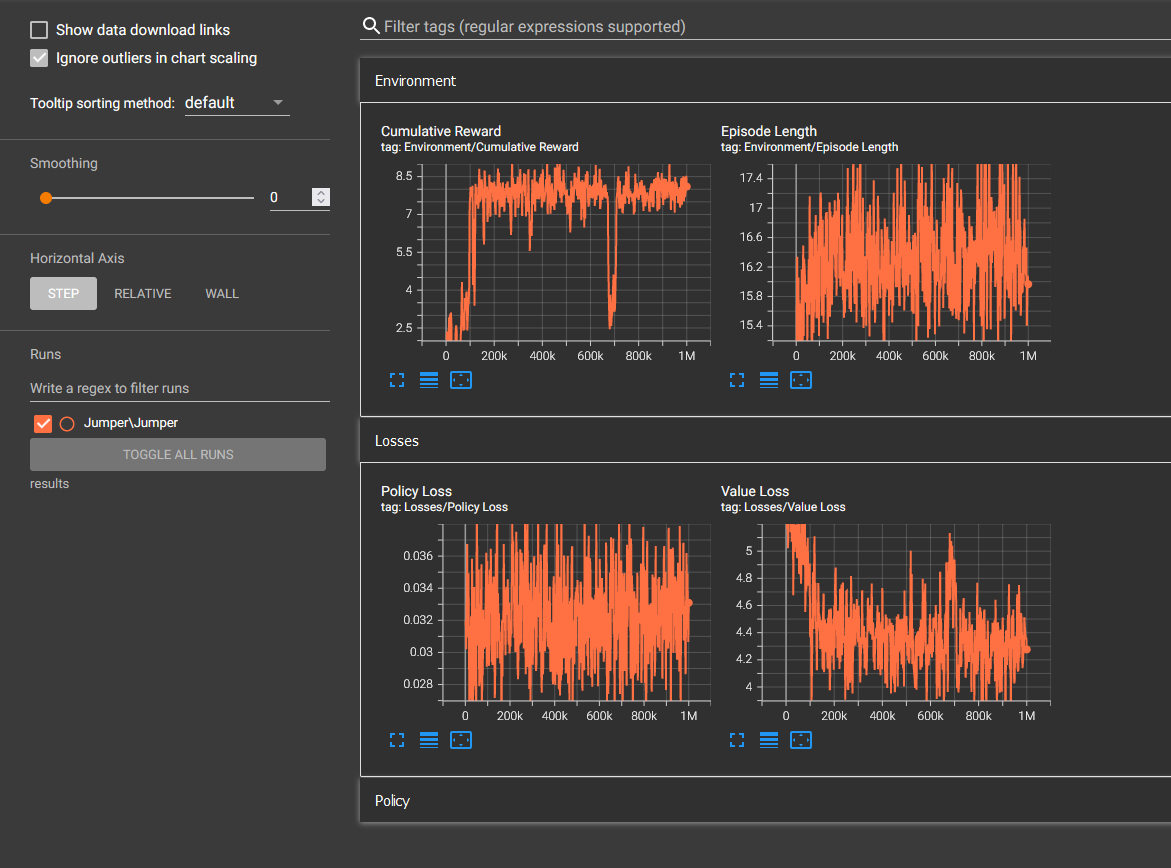 Show data download links
Ignore outliers in chart scaling
Tooltip sorting method: default
Smoothing
0
Horizontal Axis
STEP RELATIVE WALL
Runs
Write a regex to filter runs
Jumper\Jumper
TOGGLE ALL RUNS
results
Filter tags (regular expressions supported)
Environment
Cumulative Reward
tag: Environment/Cumulative Reward
8.5
7
5.5
4
2.5
0 200k 400k 600k 800k 1M
Episode Length
tag: Environment/Episode Length
17.4
17
16.6
16.2
15.8
15.4
0 200k 400k 600k 800k 1M
Losses
Policy Loss
tag: Losses/Policy Loss
0.036
0.034
0.032
0.03
0.028
0 200k 400k 600k 800k 1M
Value Loss
tag: Losses/Value Loss
5
4.8
4.6
4.4
4.2
4
0 200k 400k 600k 800k 1M
Policy